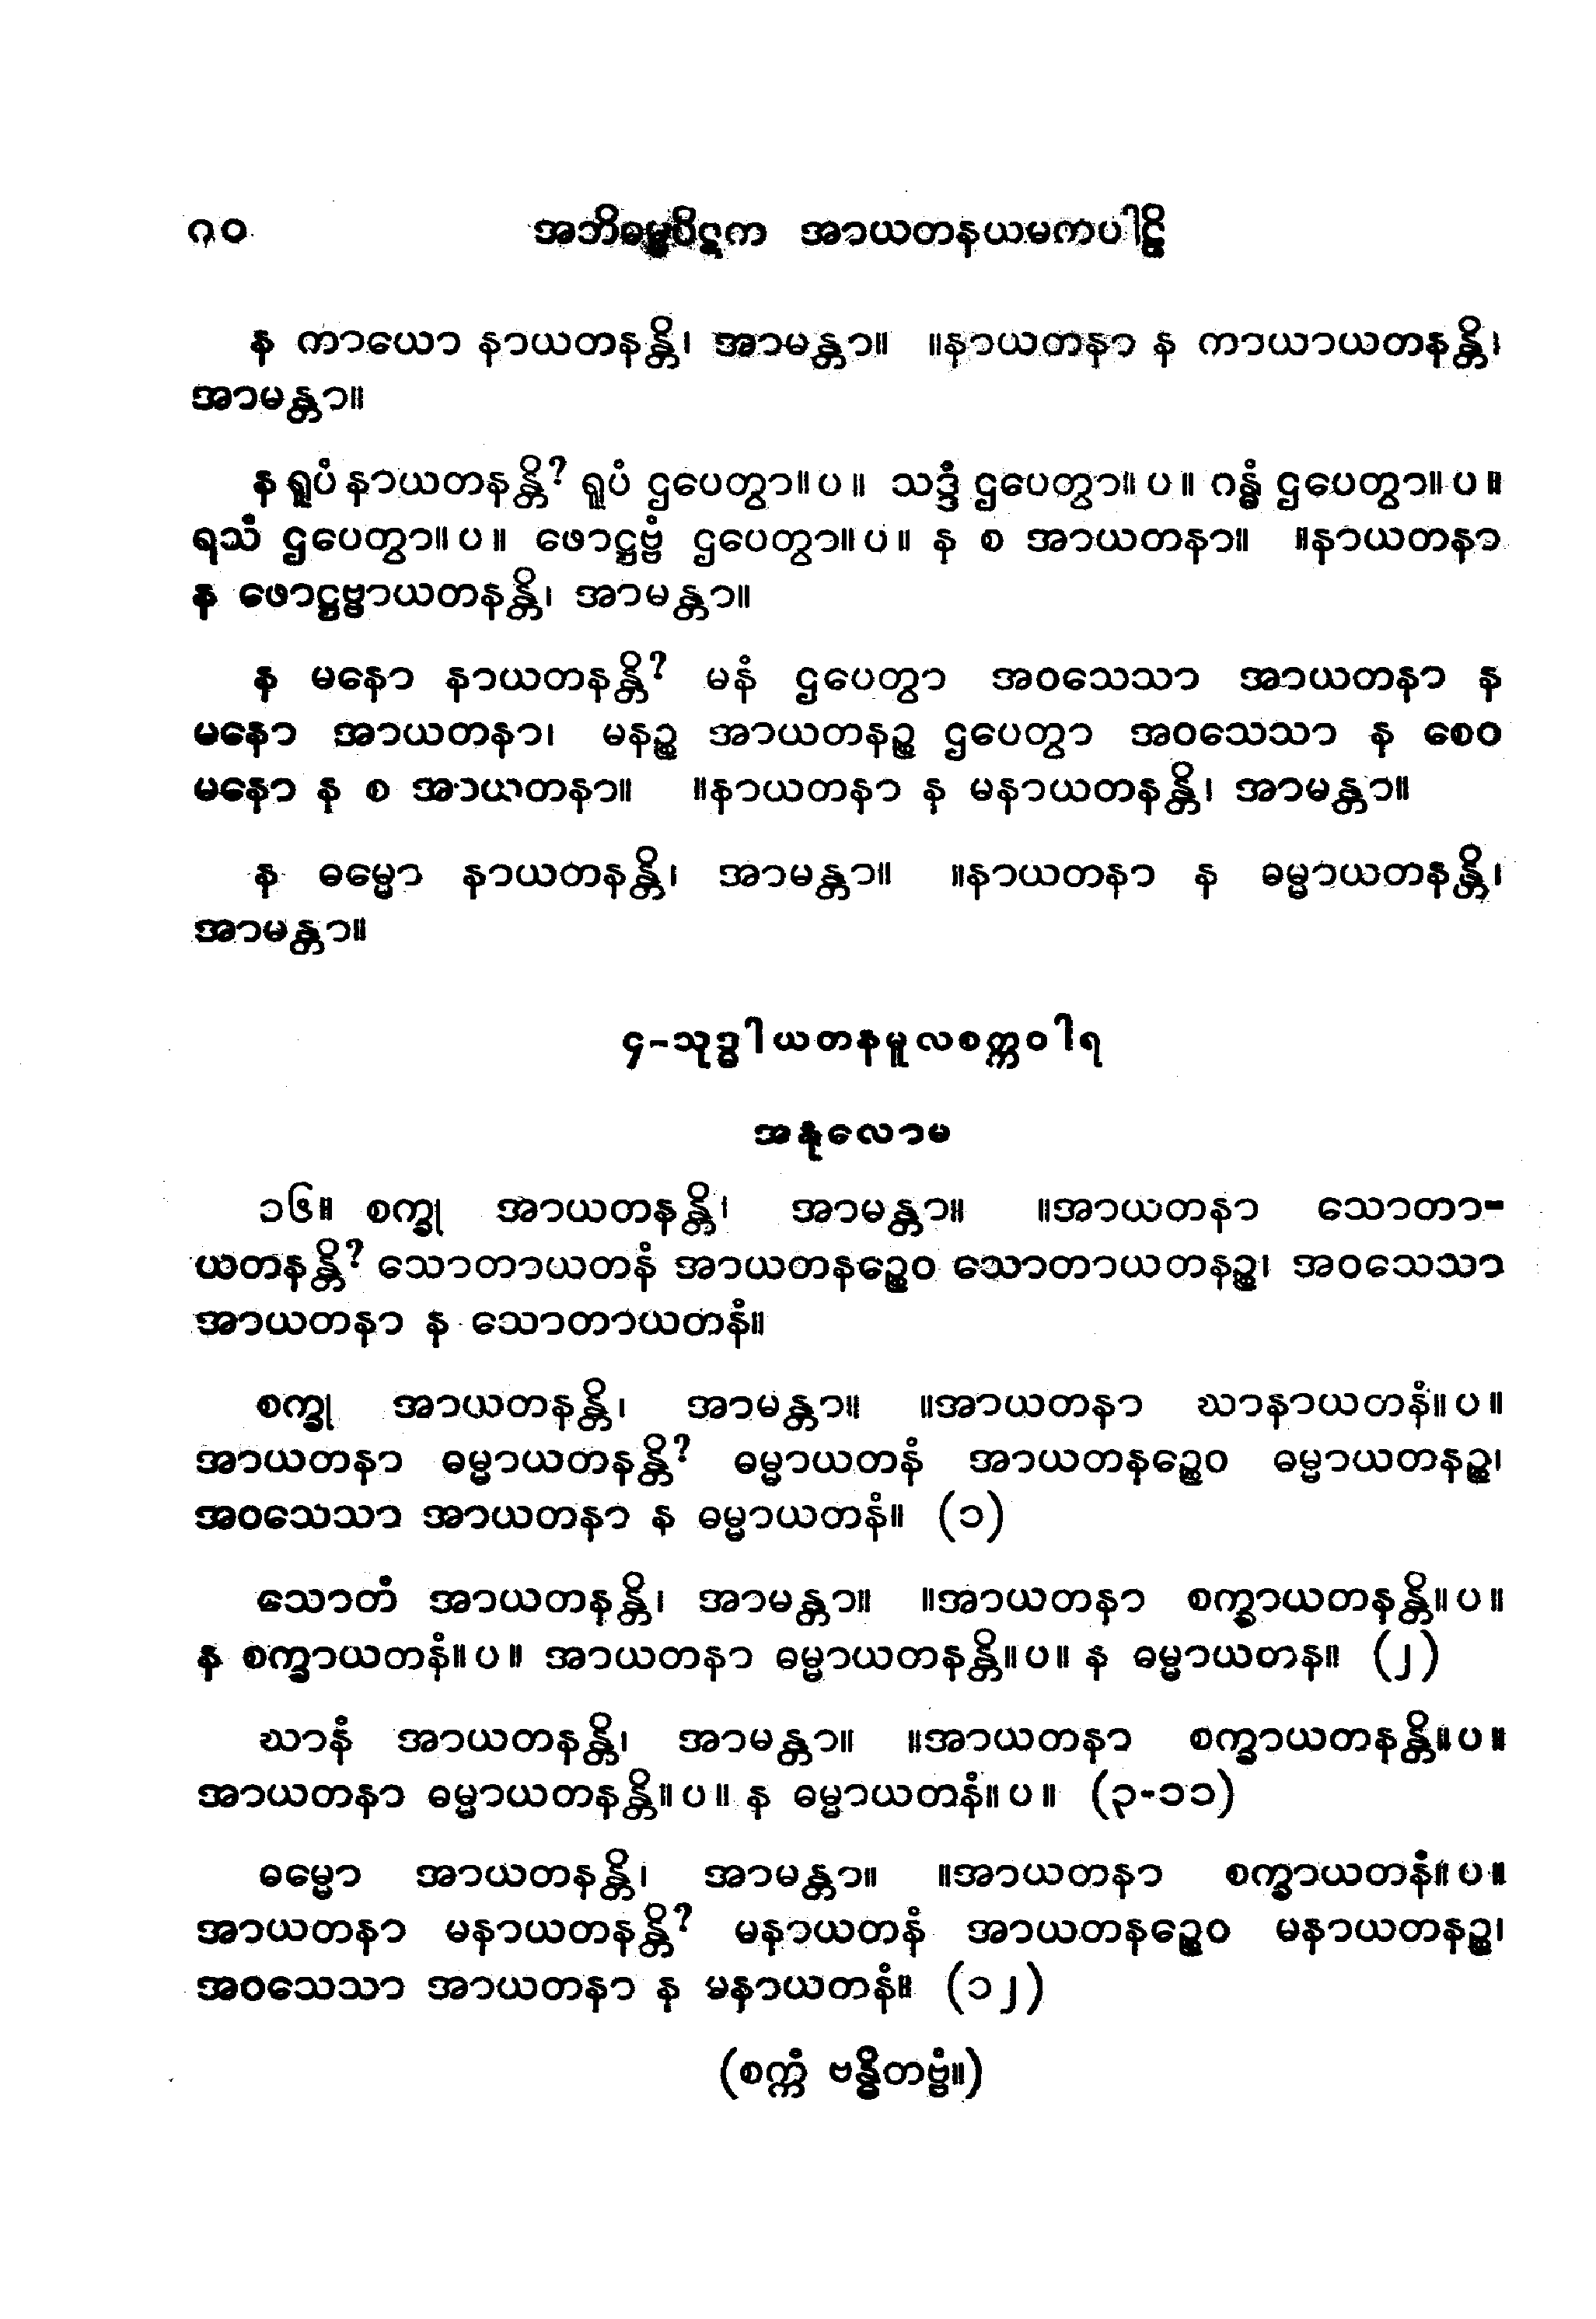 ၈၀ အဘိဓမ္မပိဋက အာယတနယမကပါဠိ
န ကာယော နာယတနန္တိ၊ အာမန္တာ။ ။နာယတနာ န ကာယာယတနန္တိ၊
အာမန္တာ။
န ရူပံ နာယတနန္တိ? ရူပံ ဌပေတွာ။ပ။ သဒ္ဒံ ဌပေတွာ။ပ။ ဂန္ဓံ ဌပေတွာ။ပ။
ရသံ ဌပေတွာ။ပ။ ဖောဋ္ဌဗ္ဗံ ဌပေတွာ။ပ။ န စ အာယတနာ။ ။နာယတနာ
န ဖောဋ္ဌဗ္ဗာယတနန္တိ၊ အာမန္တာ။
န မနော နာယတနန္တိ? မနံ ဌပေတွာ အဝသေသာ အာယတနာ န
မနော အာယတနာ၊ မနဉ္စ အာယတနဉ္စ ဌပေတွာ အဝသေသာ န စေဝ
မနော န စ အာယတနာ။ ။နာယတနာ န မနာယတနန္တိ၊ အာမန္တာ။
န ဓမ္မော နာယတနန္တိ၊ အာမန္တာ။ ။နာယတနာ န ဓမ္မာယတနန္တိ၊
အာမန္တာ။
၄-သုဒ္ဓါယတနမူလစက္ကဝါရ
အနုလောမ
၁၆။ စက္ခု အာယတနန္တိ၊ အာမန္တာ။ ။အာယတနာ သောတာ-
ယတနန္တိ? သောတာယတနံ အာယတနဉ္စေဝ သောတာယတနဉ္စ၊ အဝသေသာ
အာယတနာ န သောတာယတနံ။
စက္ခု အာယတနန္တိ၊ အာမန္တာ။ ။အာယတနာ ဃာနာယတနံ။ပ။
အာယတနာ ဓမ္မာယတနန္တိ? ဓမ္မာယတနံ အာယတနဉ္စေဝ ဓမ္မာယတနဉ္စ၊
အဝသေသာ အာယတနာ န ဓမ္မာယတနံ။ (၁)
သောတံ အာယတနန္တိ၊ အာမန္တာ။ ။အာယတနာ စက္ခာယတနန္တိ။ပ။
န စက္ခာယတနံ။ပ။ အာယတနာ ဓမ္မာယတနန္တိ။ပ။ န ဓမ္မာယတန။ (၂)
ဃာနံ အာယတနန္တိ၊ အာမန္တာ။ ။အာယတနာ စက္ခာယတနန္တိ။ပ။
အာယတနာ ဓမ္မာယတနန္တိ။ပ။ န ဓမ္မာယတနံ။ပ။ (၃-၁၁)
ဓမ္မော အာယတနန္တိ၊ အာမန္တာ။ ။အာယတနာ စက္ခာယတနံ။ပ။
အာယတနာ မနာယတနန္တိ? မနာယတနံ အာယတနဉ္စေဝ မနာယတနဉ္စ၊
အဝသေသာ အာယတနာ န မနာယတနံ။ (၁၂)
(စက္ကံ ဗန္ဓိတဗ္ဗံ။)